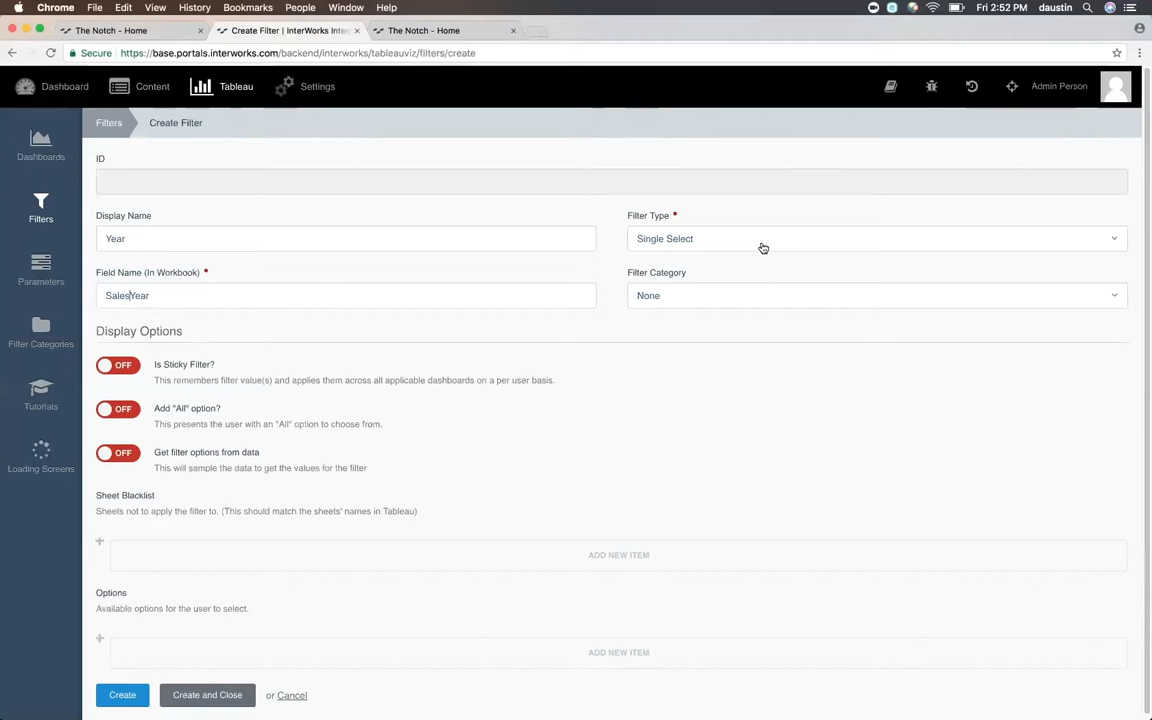 Chrome File Edit View History Bookmarks People Window Help Fri 2:52 PM daustin
The Notch - Home × Create Filter | InterWorks Inte × The Notch - Home ×
Secure https://base.portals.interworks.com/backend/interworks/tableauviz/filters/create
Dashboard Content Tableau Settings Admin Person
Filters Create Filter
Dashboards
Filters
Parameters
Filter Categories
Tutorials
Loading Screens
ID
Display Name Filter Type *
Year Single Select
Field Name (In Workbook) * Filter Category
SalesYear None
Display Options
OFF Is Sticky Filter?
This remembers filter value(s) and applies them across all applicable dashboards on a per user basis.
OFF Add "All" option?
This presents the user with an "All" option to choose from.
OFF Get filter options from data
This will sample the data to get the values for the filter
Sheet Blacklist
Sheets not to apply the filter to. (This should match the sheets' names in Tableau)
+ ADD NEW ITEM
Options
Available options for the user to select.
+ ADD NEW ITEM
Create Create and Close or Cancel